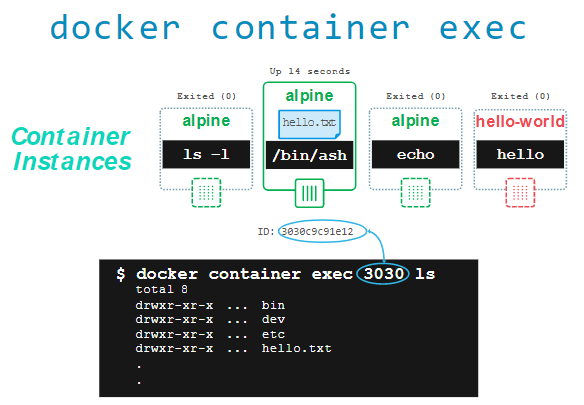 docker container exec
Up 14 seconds
Exited (0)
alpine
Exited (0)
Exited (0)
alpine
hello.txt
alpine
hello-world
Container
Instances
ls -l
/bin/ash
echo
hello
ID: 3030c9c91e12
$ docker container exec 3030 ls
total 8
drwxr-xr-x ... bin
drwxr-xr-x ... dev
drwxr-xr-x ... etc
drwxr-xr-x ... hello.txt
.
.